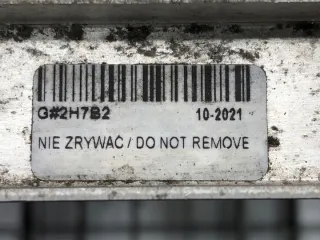 G#2H7B2 10-2021
NIE ZRYWAĆ / DO NOT REMOVE